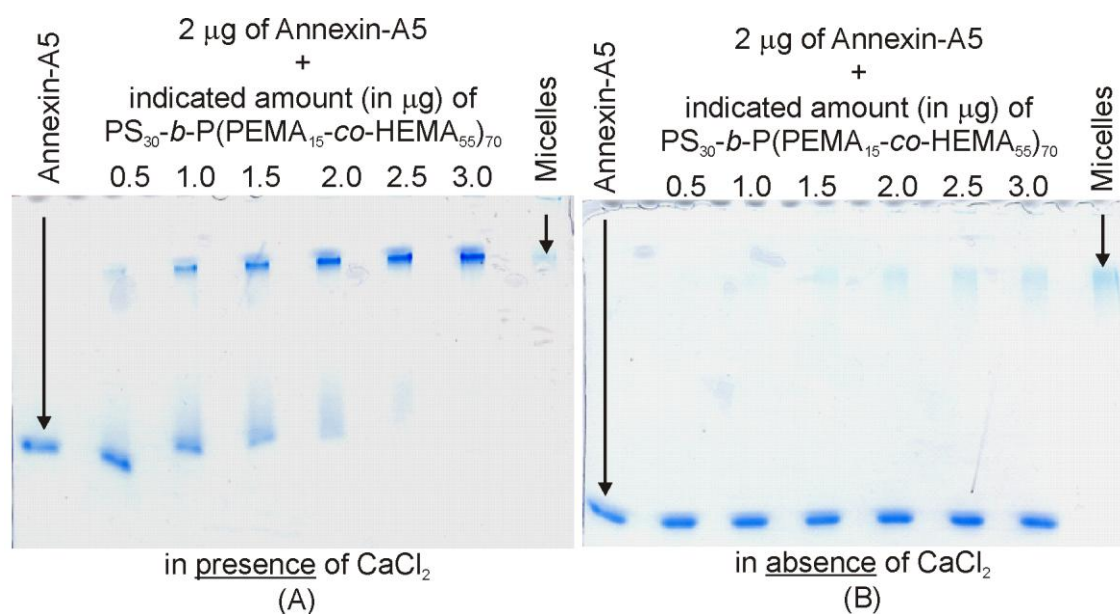 Annexin-A5
2 μg of Annexin-A5
+
indicated amount (in μg) of
PS₃₀-b-P(PEMA₁₅-co-HEMA₅₅)₇₀
0.5 1.0 1.5 2.0 2.5 3.0
Micelles
in presence of CaCl₂
(A)
Annexin-A5
2 μg of Annexin-A5
+
indicated amount (in μg) of
PS₃₀-b-P(PEMA₁₅-co-HEMA₅₅)₇₀
0.5 1.0 1.5 2.0 2.5 3.0
Micelles
in absence of CaCl₂
(B)